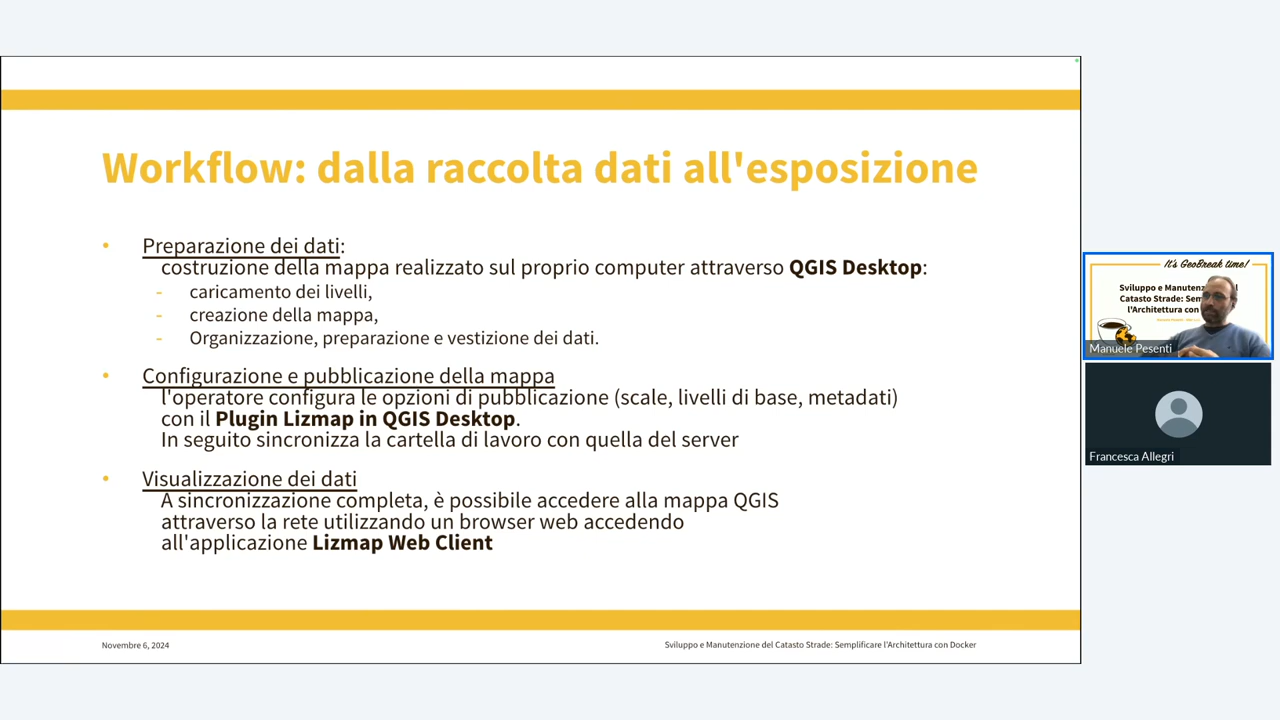 Workflow: dalla raccolta dati all'esposizione
• Preparazione dei dati:
costruzione della mappa realizzato sul proprio computer attraverso QGIS Desktop:
- caricamento dei livelli,
- creazione della mappa,
- Organizzazione, preparazione e vestizione dei dati.
• Configurazione e pubblicazione della mappa
l'operatore configura le opzioni di pubblicazione (scale, livelli di base, metadati)
con il Plugin Lizmap in QGIS Desktop.
In seguito sincronizza la cartella di lavoro con quella del server
• Visualizzazione dei dati
A sincronizzazione completa, è possibile accedere alla mappa QGIS
attraverso la rete utilizzando un browser web accedendo
all'applicazione Lizmap Web Client
Novembre 6, 2024
Sviluppo e Manutenzione del Catasto Strade: Semplificare l'Architettura con Docker
It's GeoBreak time!
Sviluppo e Manutenz
Catasto Strade: Sem
l'Architettura con
Manuele Pesenti
Francesca Allegri